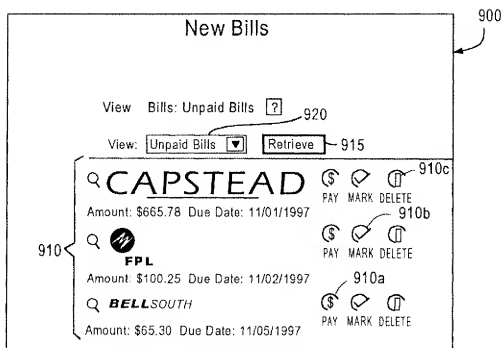 New Bills
900
View Bills: Unpaid Bills ?
920
View: Unpaid Bills Retrieve 915
CAPSTEAD $ 910c
PAY MARK DELETE
Amount: $665.78 Due Date: 11/01/1997
910b
910
FPL
$
PAY MARK DELETE
Amount: $100.25 Due Date: 11/02/1997
910a
BELLSOUTH $
PAY MARK DELETE
Amount: $65.30 Due Date: 11/05/1997